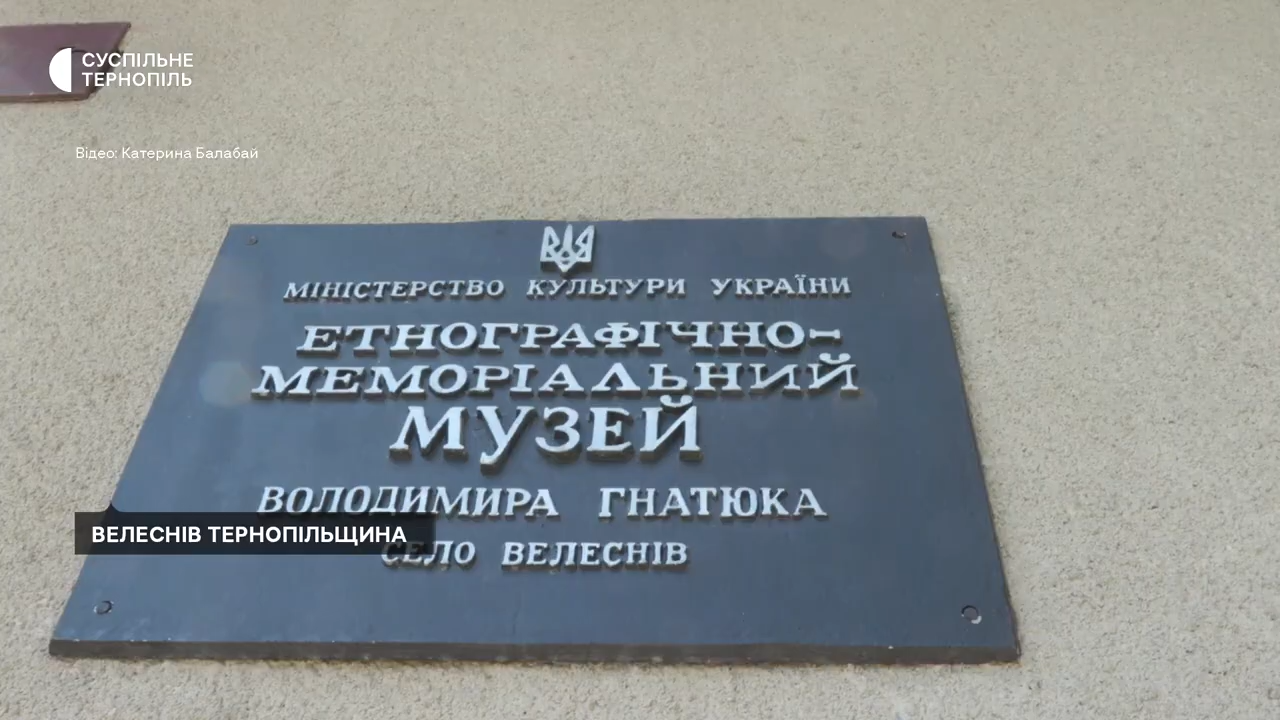 СУСПІЛЬНЕ
ТЕРНОПІЛЬ
Відео: Катерина Балабай
МІНІСТЕРСТВО КУЛЬТУРИ УКРАЇНИ
ЕТНОГРАФІЧНО-
МЕМОРІАЛЬНИЙ
МУЗЕЙ
ВОЛОДИМИРА ГНАТЮКА
ВЕЛЕСНІВ ТЕРНОПІЛЬЩИНА
СЕЛО ВЕЛЕСНІВ